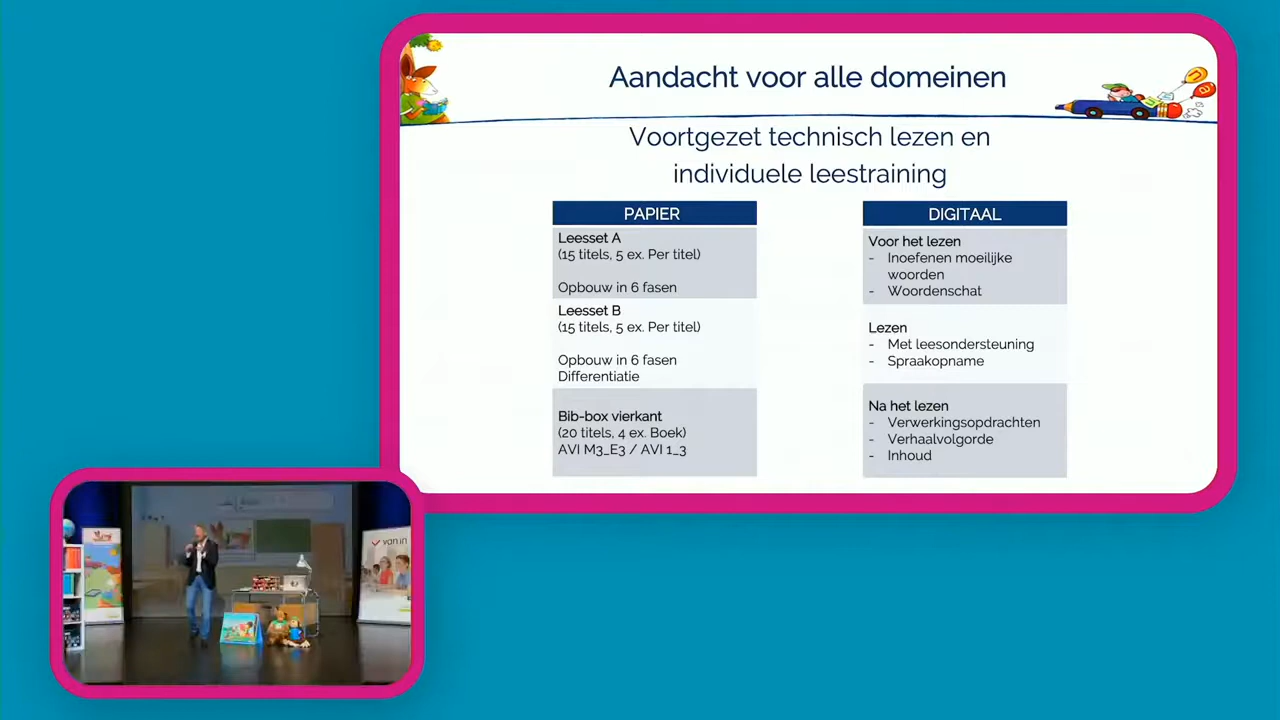 Aandacht voor alle domeinen
Voortgezet technisch lezen en
individuele leestraining
PAPIER
Leesset A
(15 titels, 5 ex. Per titel)
Opbouw in 6 fasen
Leesset B
(15 titels, 5 ex. Per titel)
Opbouw in 6 fasen
Differentiatie
Bib-box vierkant
(20 titels, 4 ex. Boek)
AVI M3_E3 / AVI 1_3
DIGITAAL
Voor het lezen
- Inoefenen moeilijke
woorden
- Woordenschat
Lezen
- Met leesondersteuning
- Spraakopname
Na het lezen
- Verwerkingsopdrachten
- Verhaalvolgorde
- Inhoud
van in